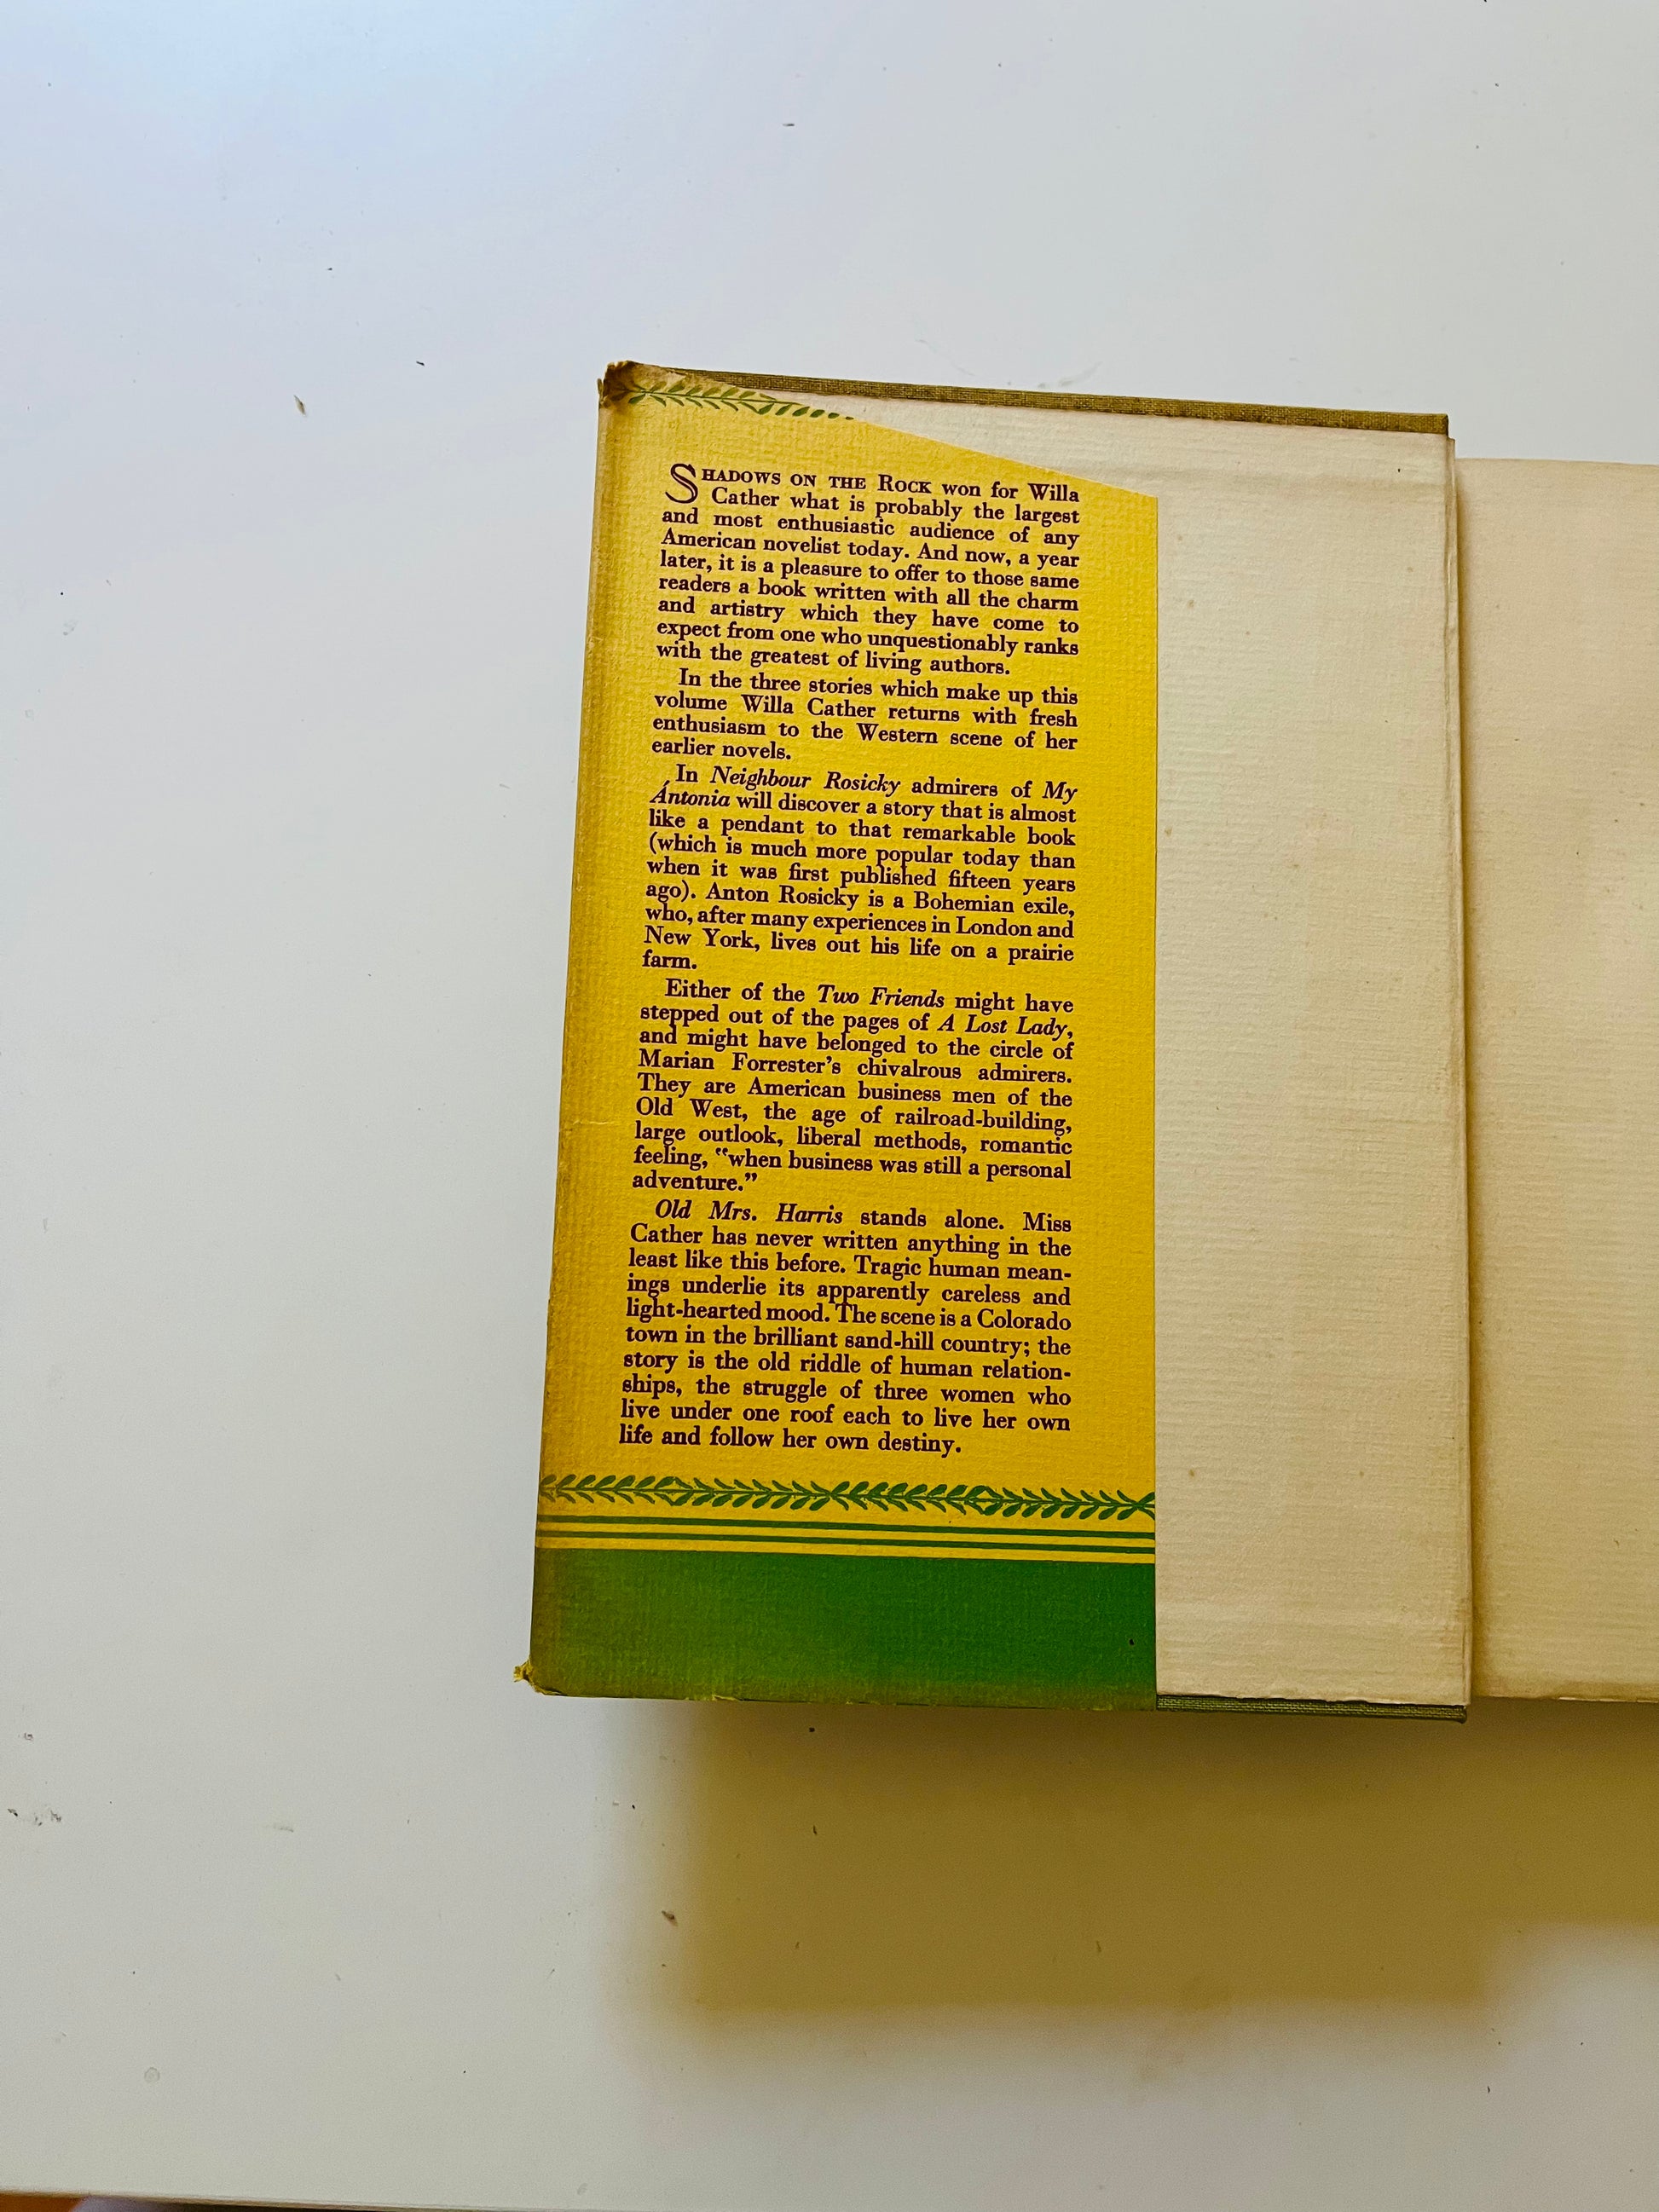 SHADOWS ON THE ROCK won for Willa
Cather what is probably the largest
and most enthusiastic audience of any
American novelist today. And now, a year
later, it is a pleasure to offer to those same
readers a book written with all the charm
and artistry which they have come to
expect from one who unquestionably ranks
with the greatest of living authors.
In the three stories which make up this
volume Willa Cather returns with fresh
enthusiasm to the Western scene of her
earlier novels.
In Neighbour Rosicky admirers of My
Ántonia will discover a story that is almost
like a pendant to that remarkable book
(which is much more popular today than
when it was first published fifteen years
ago). Anton Rosicky is a Bohemian exile,
who, after many experiences in London and
New York, lives out his life on a prairie
farm.
Either of the Two Friends might have
stepped out of the pages of A Lost Lady,
and might have belonged to the circle of
Marian Forrester's chivalrous admirers.
They are American business men of the
Old West, the age of railroad-building,
large outlook, liberal methods, romantic
feeling, "when business was still a personal
adventure."
Old Mrs. Harris stands alone. Miss
Cather has never written anything in the
least like this before. Tragic human mean-
ings underlie its apparently careless and
light-hearted mood. The scene is a Colorado
town in the brilliant sand-hill country; the
story is the old riddle of human relation-
ships, the struggle of three women who
live under one roof each to live her own
life and follow her own destiny.